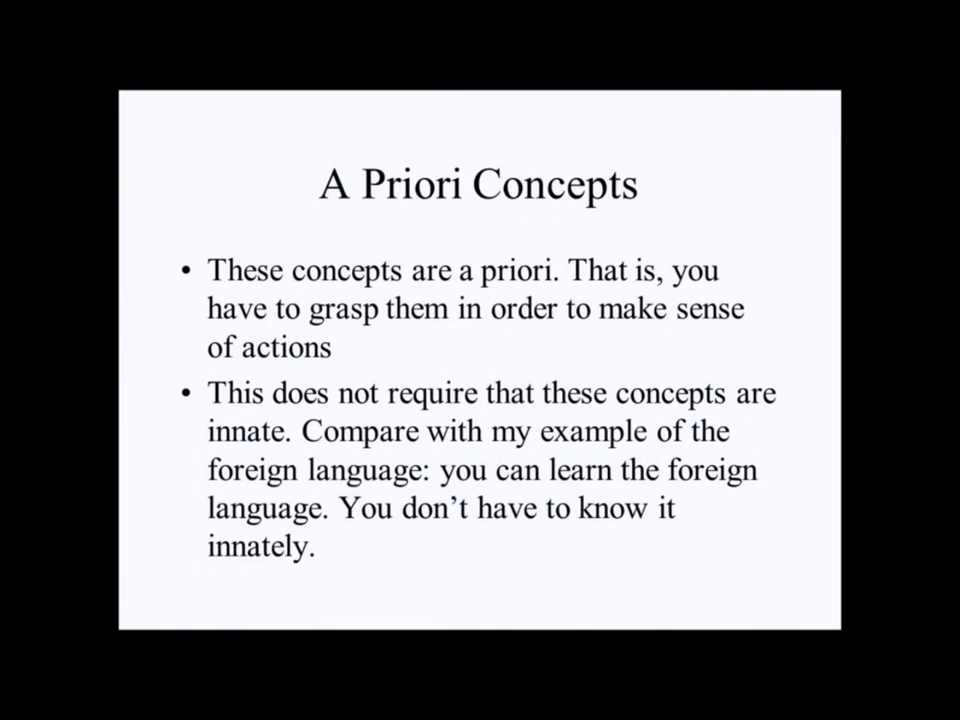 A Priori Concepts
• These concepts are a priori. That is, you
have to grasp them in order to make sense
of actions
• This does not require that these concepts are
innate. Compare with my example of the
foreign language: you can learn the foreign
language. You don’t have to know it
innately.